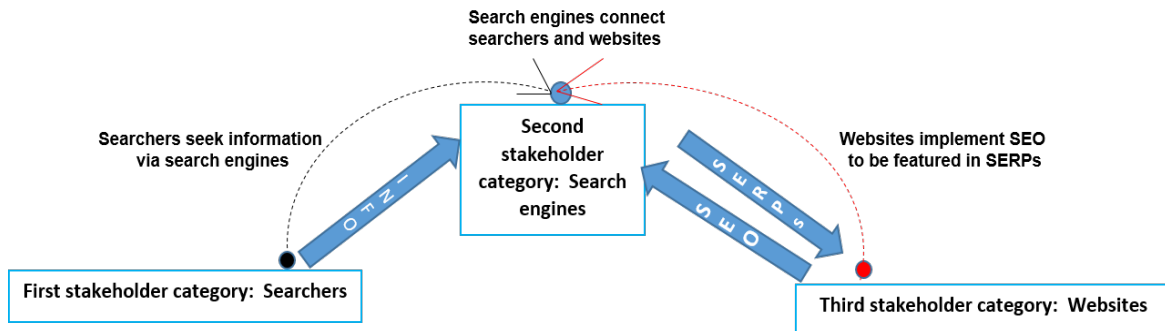 Search engines connect
searchers and websites
Searchers seek information
via search engines
Second
stakeholder
category:  Search
engines
Websites implement SEO
to be featured in SERPs
INFO
SERPs
SEO
First stakeholder category:  Searchers
Third stakeholder category:  Websites